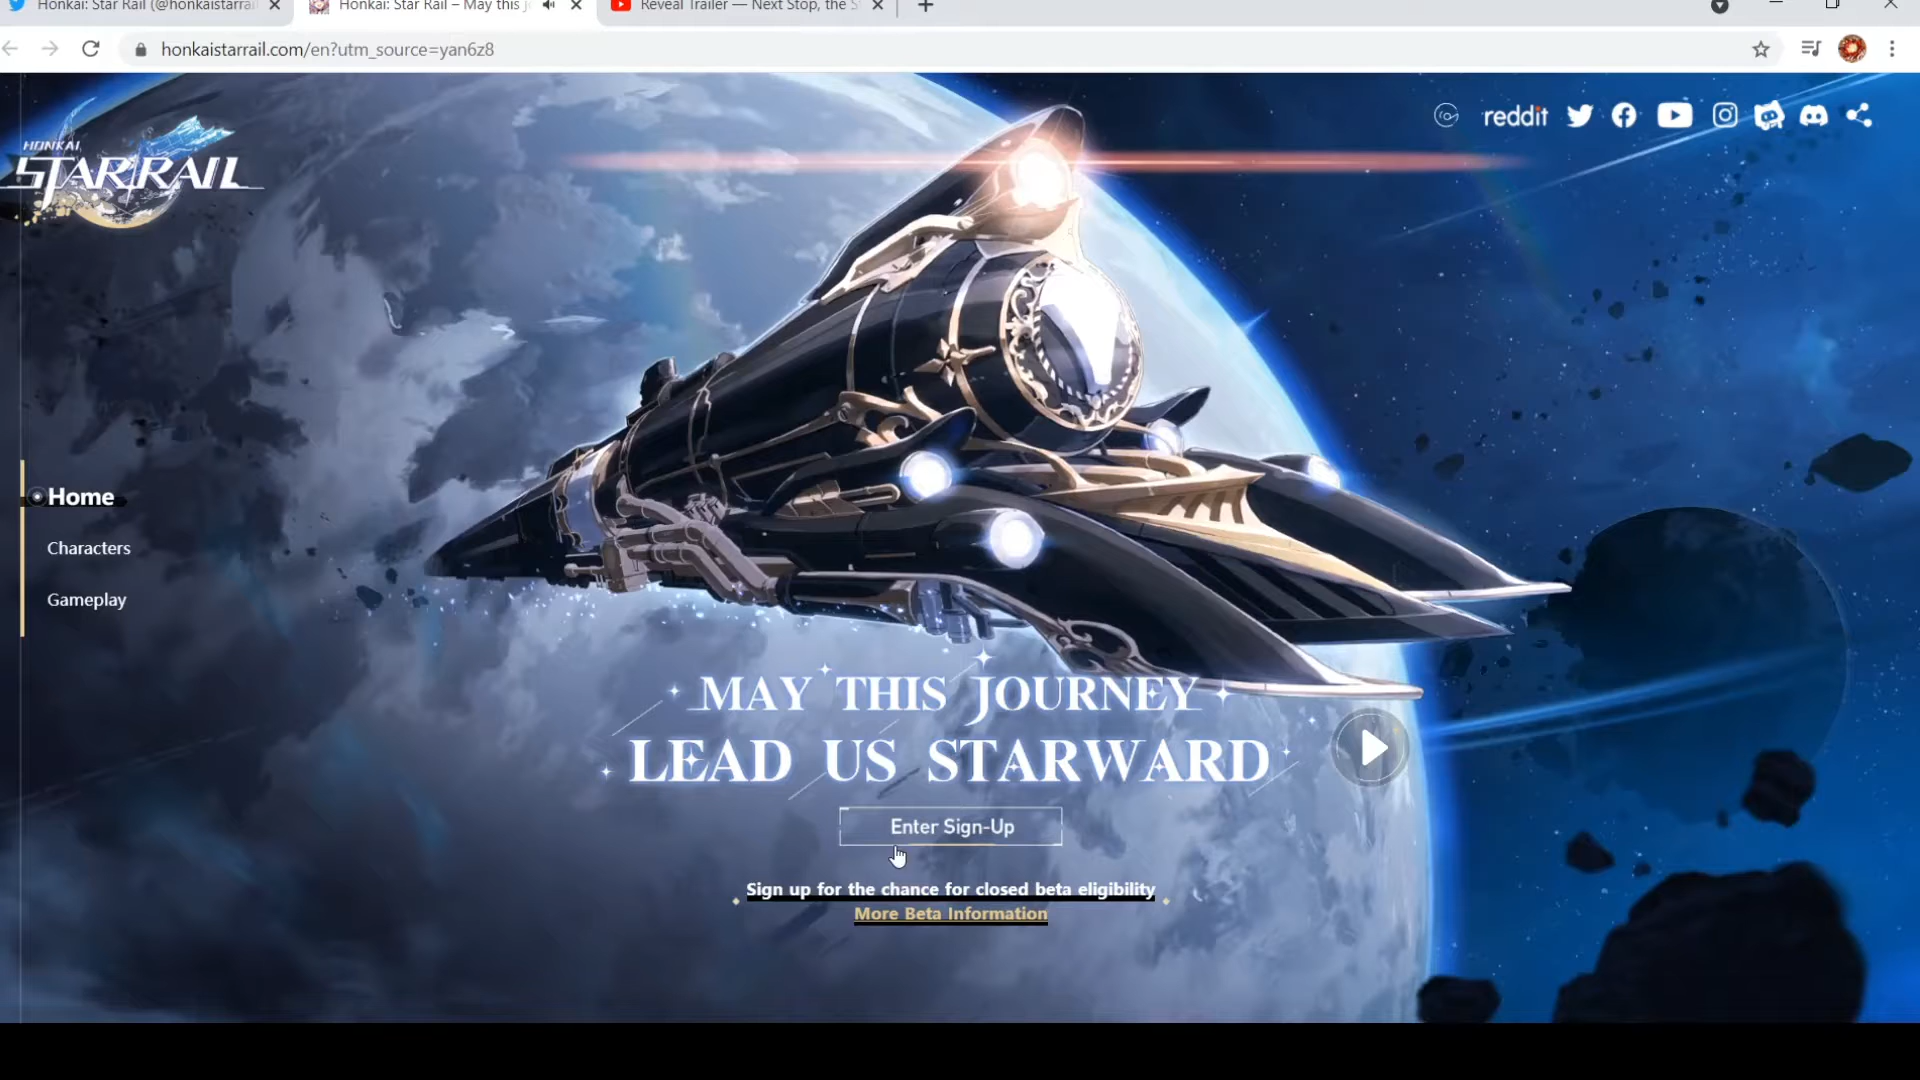 Honkai: Star Rail (@honkaistarrail
Honkai: Star Rail – May this j
Reveal Trailer — Next Stop, the S
honkaistarrail.com/en?utm_source=yan6z8
reddit
HONKAI
STAR RAIL
Home
Characters
Gameplay
MAY THIS JOURNEY
LEAD US STARWARD
Enter Sign-Up
Sign up for the chance for closed beta eligibility
More Beta Information